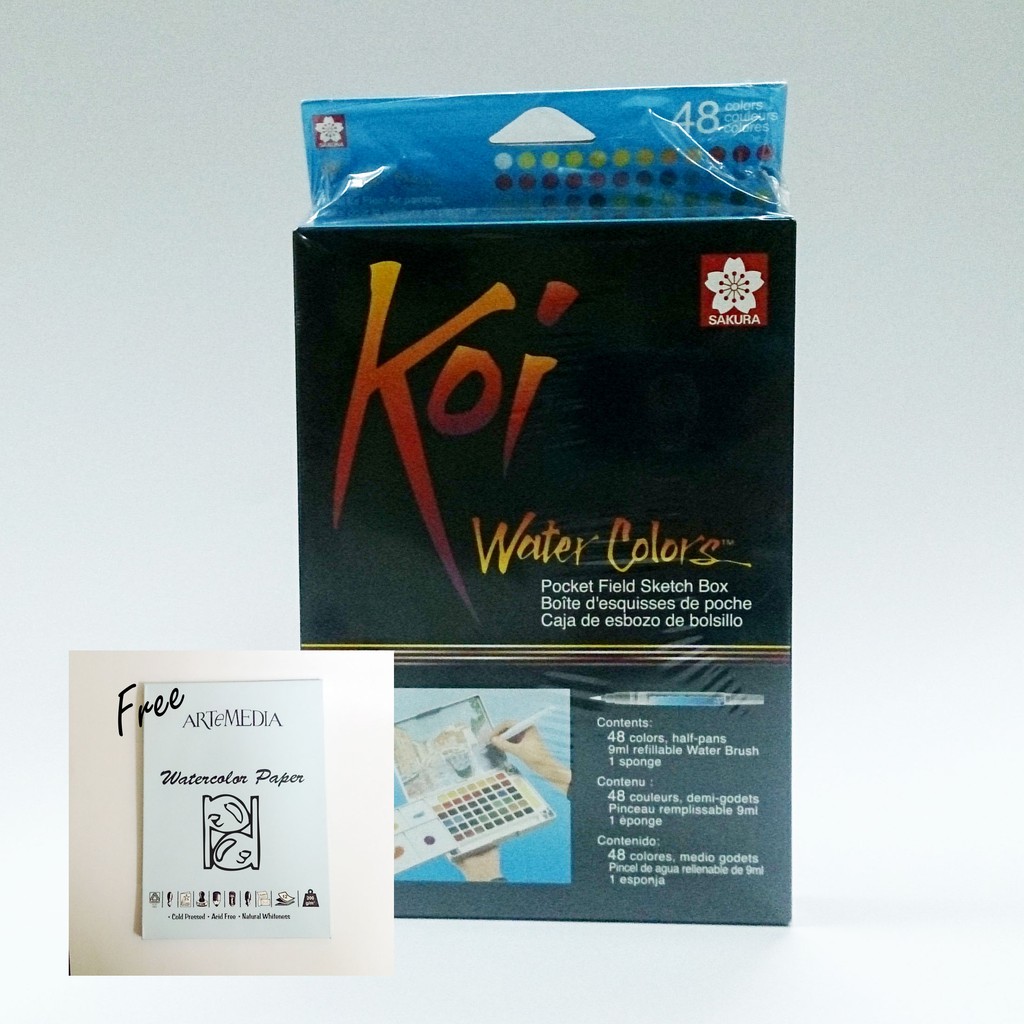 SAKURA
48 colors
couleurs
colores
Koi
SAKURA
Water Colors™
Pocket Field Sketch Box
Boîte d'esquisses de poche
Caja de esbozo de bolsillo
Contents:
48 colors, half-pans
9ml refillable Water Brush
1 sponge
Contenu :
48 couleurs, demi-godets
Pinceau remplissable 9ml
1 éponge
Contenido:
48 colores, medio godets
Pincel de agua rellenable de 9ml
1 esponja
Free
ARTeMEDIA
Watercolor Paper
• Cold Pressed • Acid Free • Natural Whiteness